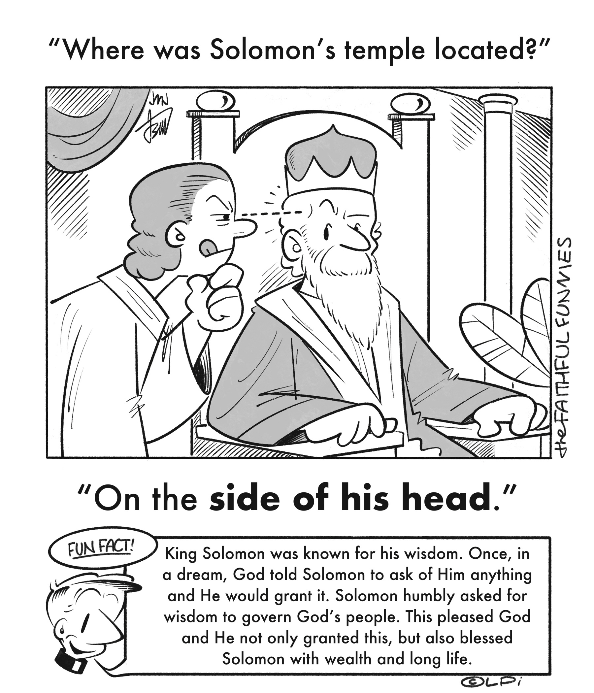 “Where was Solomon’s temple located?”
the FAITHFUL FUNNIES
“On the side of his head.”
FUN FACT!
King Solomon was known for his wisdom. Once, in
a dream, God told Solomon to ask of Him anything
and He would grant it. Solomon humbly asked for
wisdom to govern God’s people. This pleased God
and He not only granted this, but also blessed
Solomon with wealth and long life.
©LPi